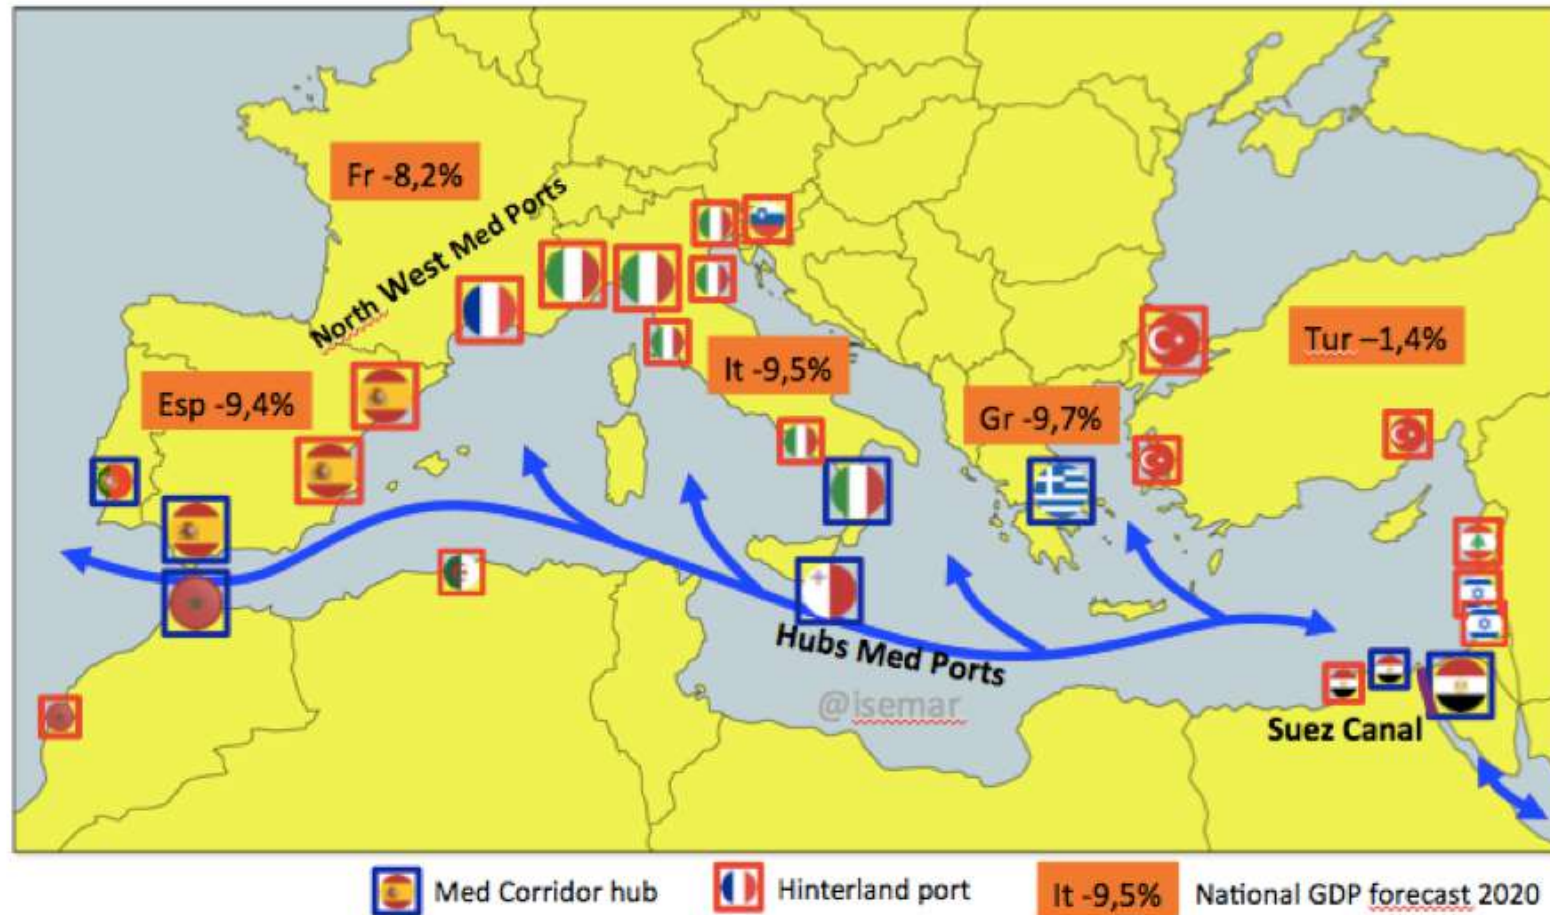 Fr -8,2%
North West Med Ports
Tur –1,4%
It -9,5%
Esp -9,4%
Gr -9,7%
Hubs Med Ports
@isemar
Suez Canal
Med Corridor hub
Hinterland port
It -9,5%
National GDP forecast 2020